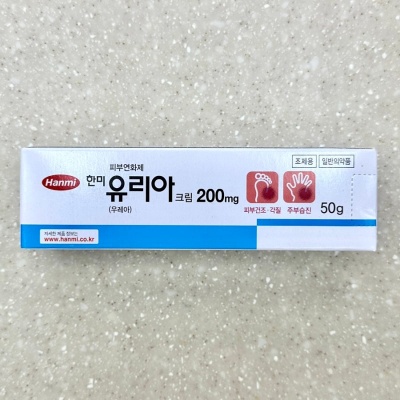 조제용 일반의약품
피부연화제
Hanmi 한미 유리아 크림 200mg
(우레아)
피부건조·각질 주부습진 50g
자세한 제품 정보는
www.hanmi.co.kr